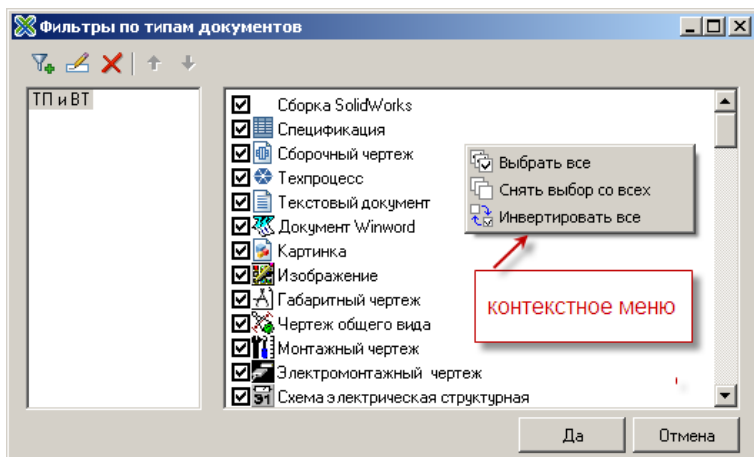 Фильтры по типам документов
ТП и ВТ
Сборка SolidWorks
Спецификация
Сборочный чертеж
Техпроцесс
Текстовый документ
Документ Winword
Картинка
Изображение
Габаритный чертеж
Чертеж общего вида
Монтажный чертеж
Электромонтажный чертеж
Э1 Схема электрическая структурная
Выбрать все
Снять выбор со всех
Инвертировать все
контекстное меню
Да
Отмена